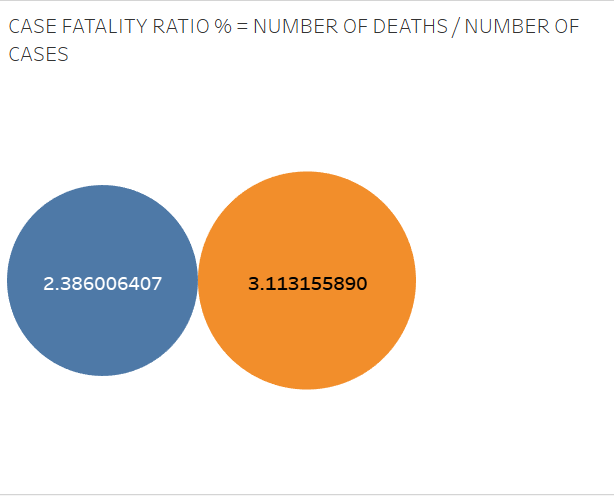 CASE FATALITY RATIO % = NUMBER OF DEATHS / NUMBER OF
CASES
2.386006407
3.113155890